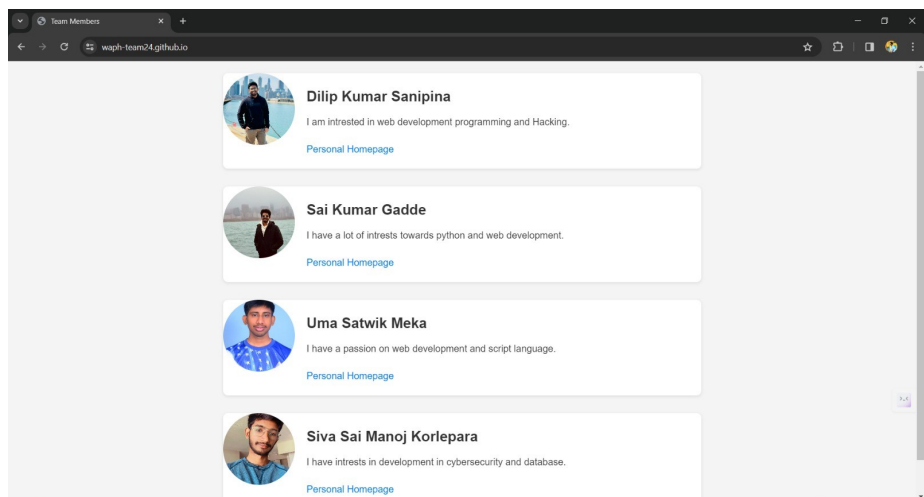 Team Members
waph-team24.github.io
Dilip Kumar Sanipina
I am intrested in web development programming and Hacking.
Personal Homepage
Sai Kumar Gadde
I have a lot of intrests towards python and web development.
Personal Homepage
Uma Satwik Meka
I have a passion on web development and script language.
Personal Homepage
Siva Sai Manoj Korlepara
I have intrests in development in cybersecurity and database.
Personal Homepage